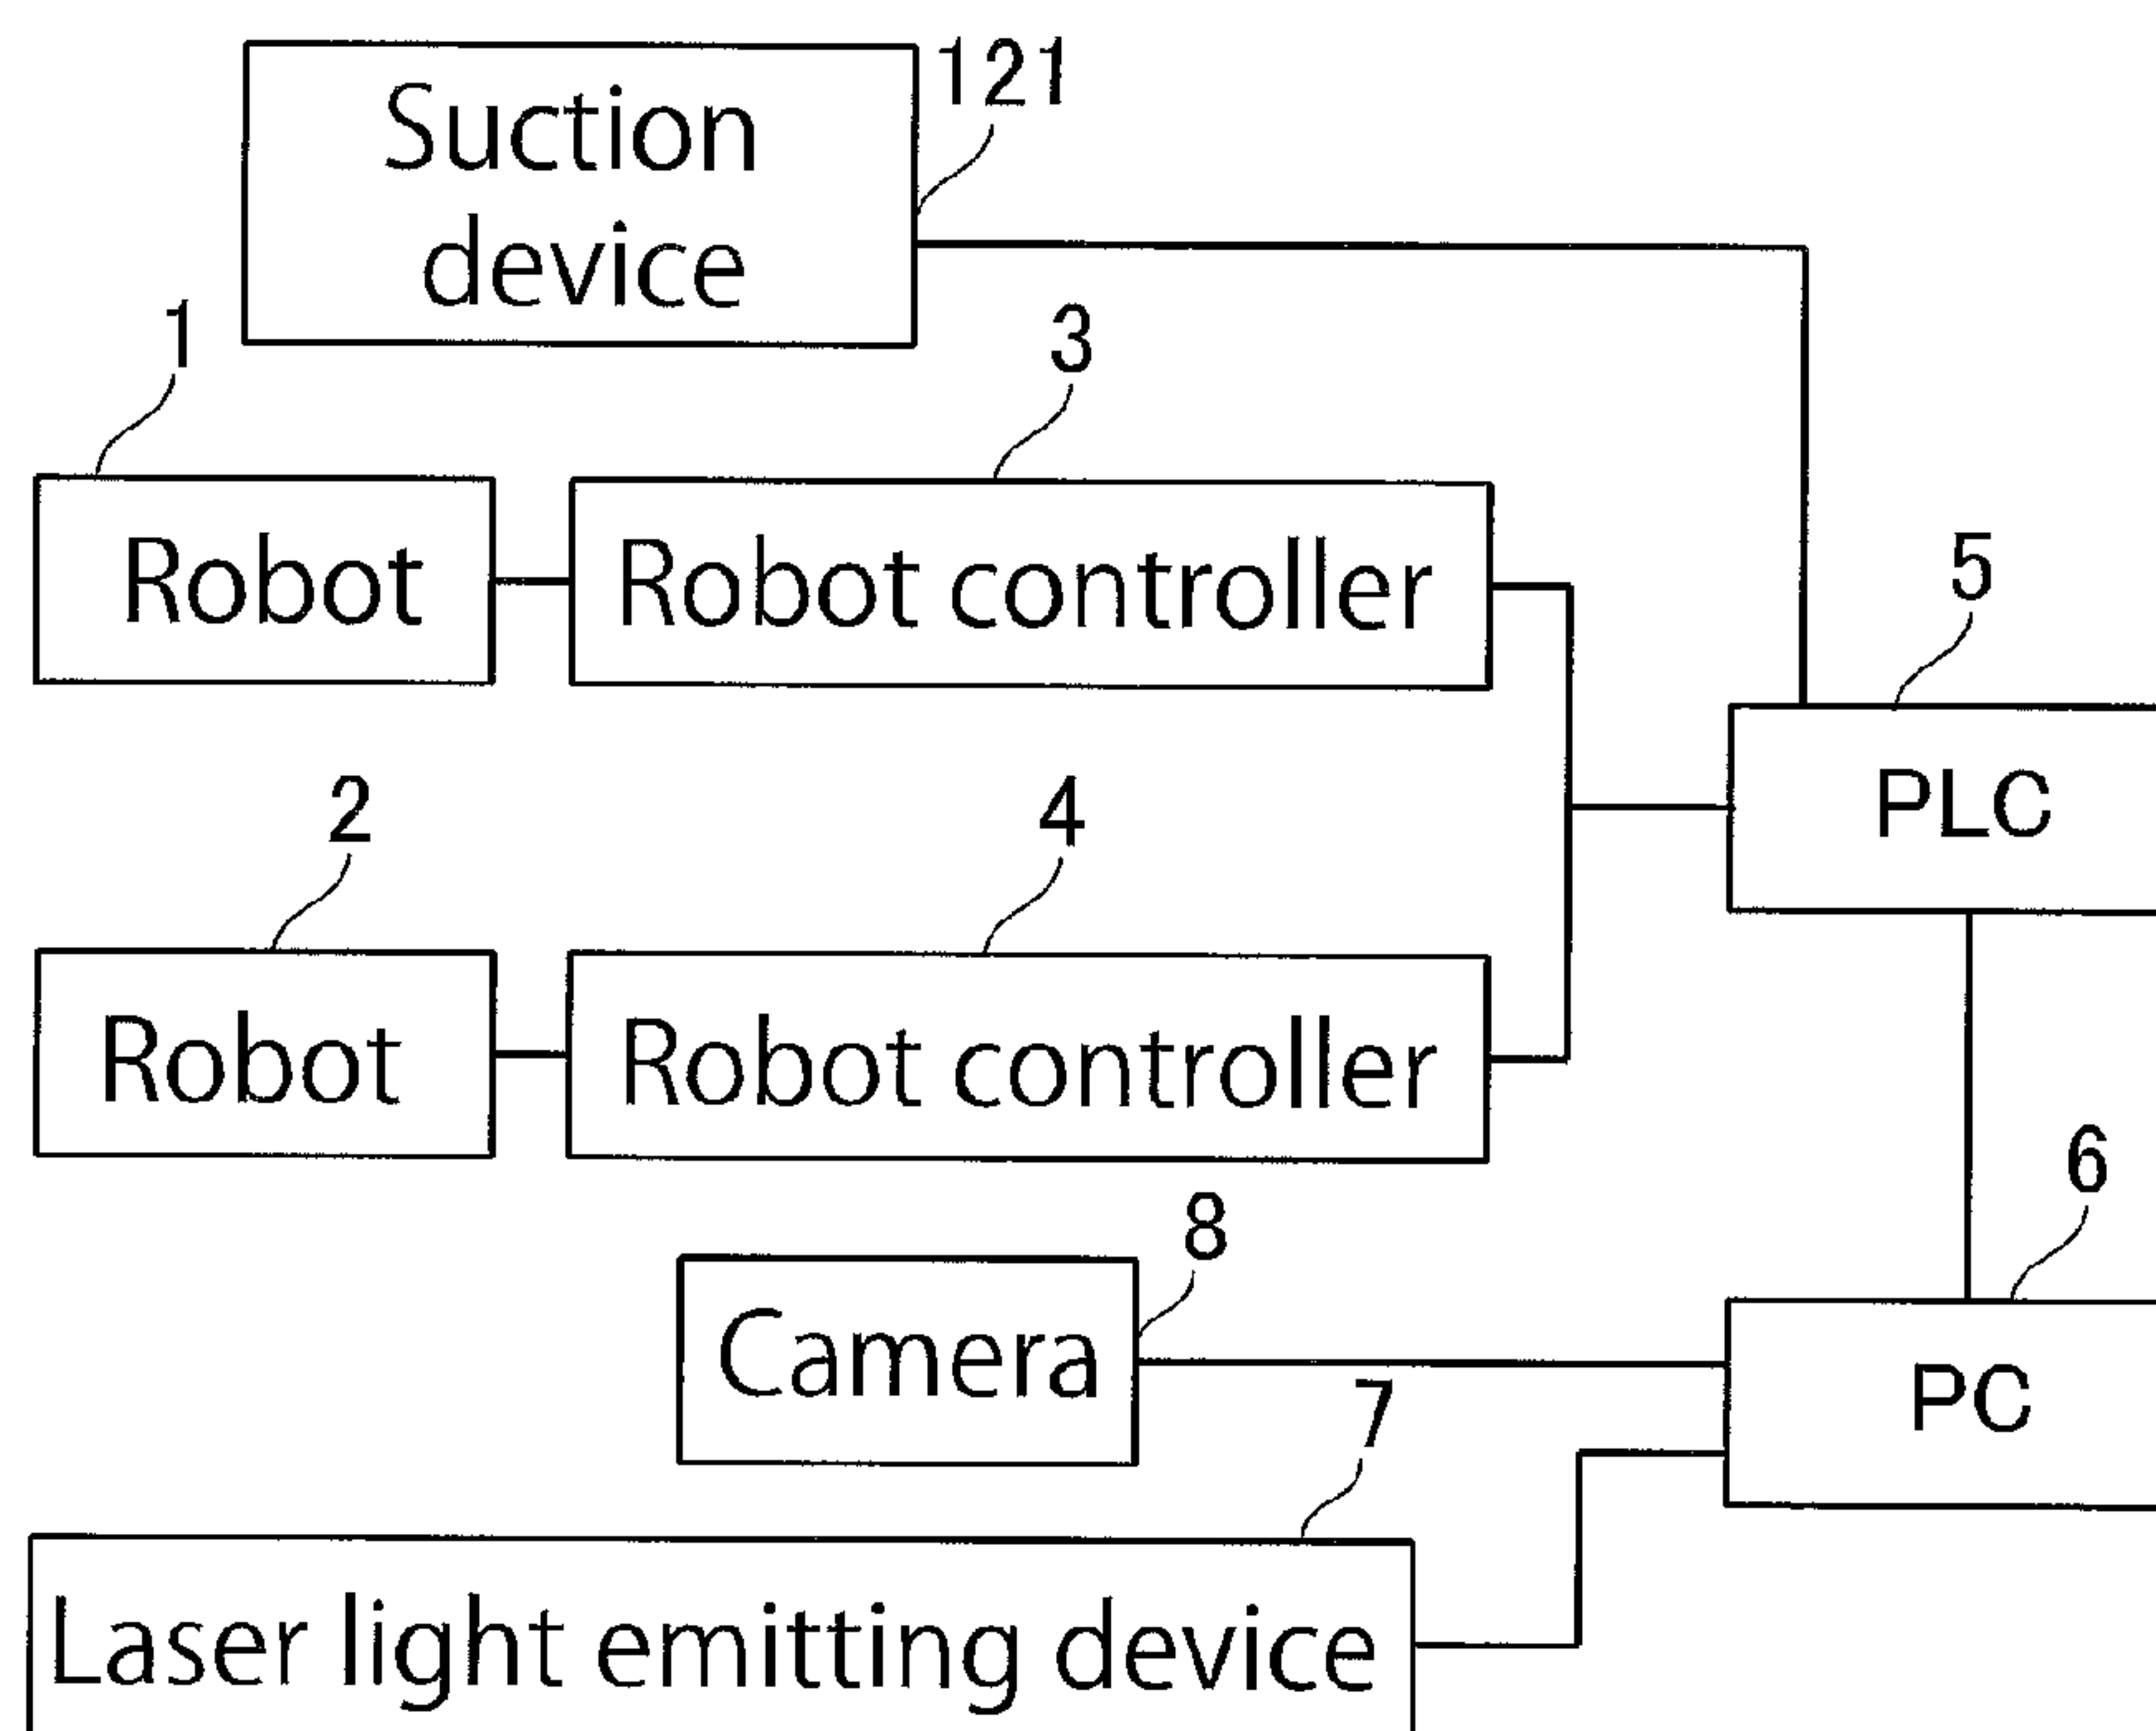 121
Suction
device
1
3
Robot
Robot controller
5
PLC
2
4
Robot
Robot controller
6
8
Camera
PC
7
Laser light emitting device